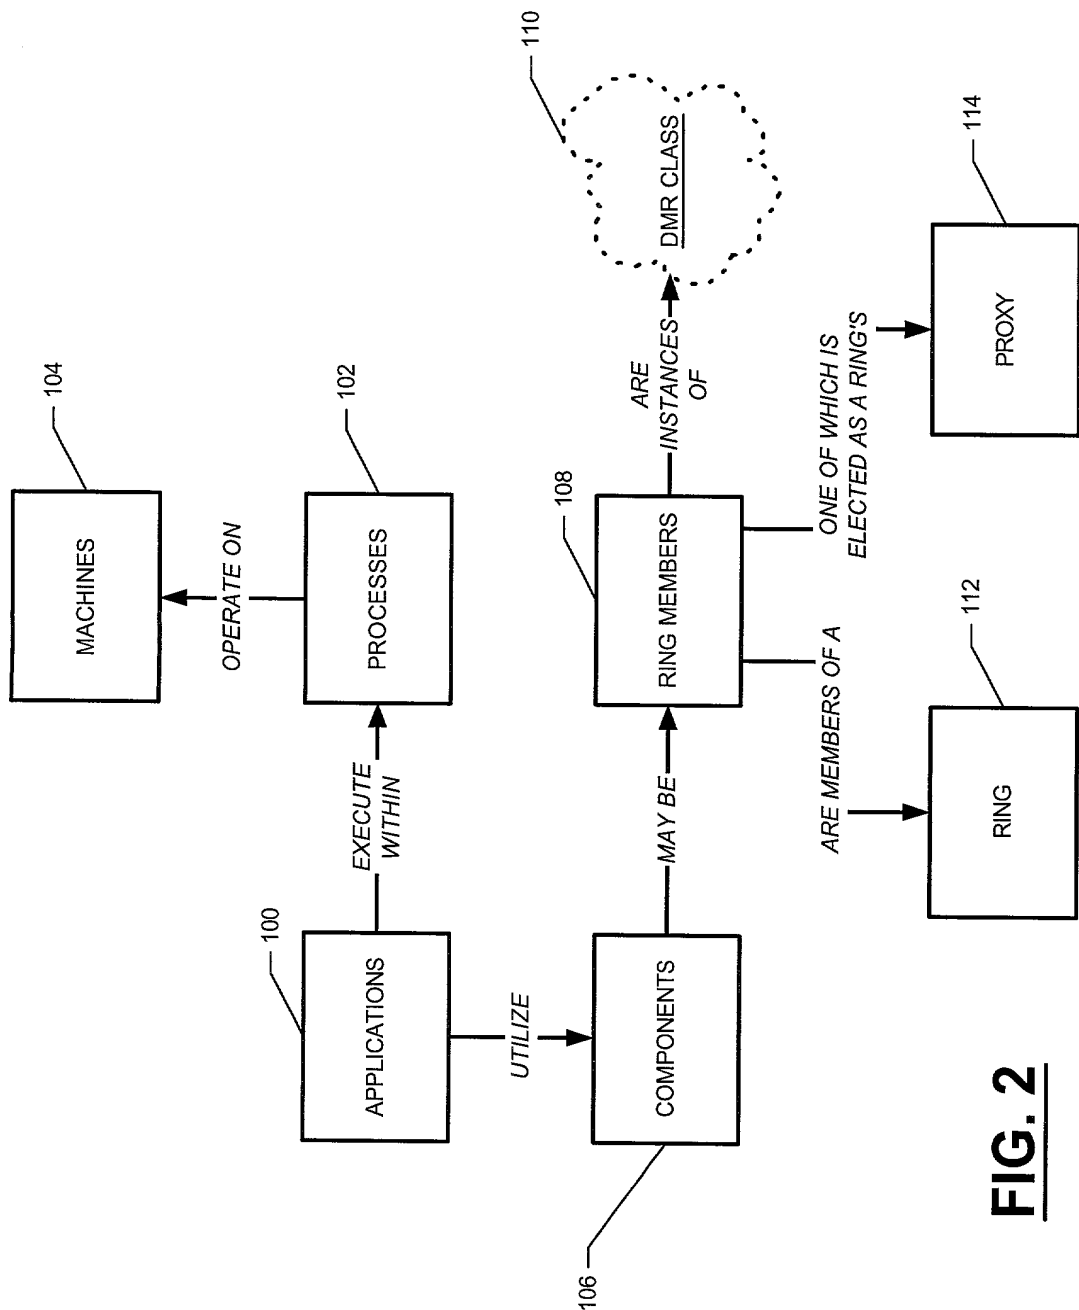 104
MACHINES
OPERATE ON
100
102
APPLICATIONS
EXECUTE
WITHIN
PROCESSES
UTILIZE
110
108
106
COMPONENTS
MAY BE
RING MEMBERS
ARE
INSTANCES
OF
DMR CLASS
ARE MEMBERS OF A
ONE OF WHICH IS
ELECTED AS A RING'S
112
114
RING
PROXY
FIG. 2